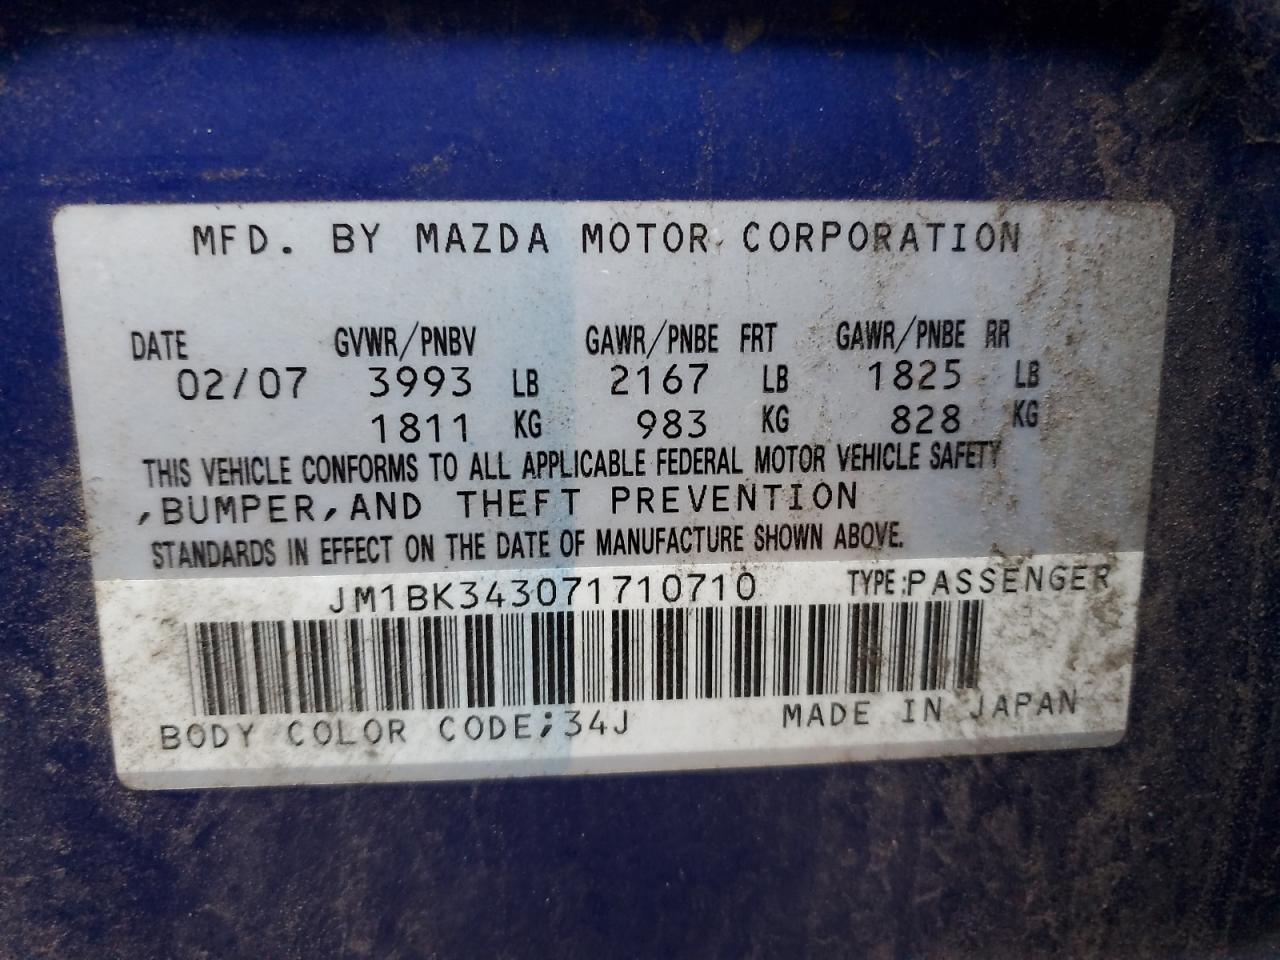 MFD. BY MAZDA MOTOR CORPORATION
DATE GVWR/PNBV GAWR/PNBE FRT GAWR/PNBE RR
02/07 3993 LB 2167 LB 1825 LB
1811 KG 983 KG 828 KG
THIS VEHICLE CONFORMS TO ALL APPLICABLE FEDERAL MOTOR VEHICLE SAFETY
,BUMPER,AND THEFT PREVENTION
STANDARDS IN EFFECT ON THE DATE OF MANUFACTURE SHOWN ABOVE.
JM1BK343071710710 TYPE:PASSENGER
BODY COLOR CODE;34J MADE IN JAPAN